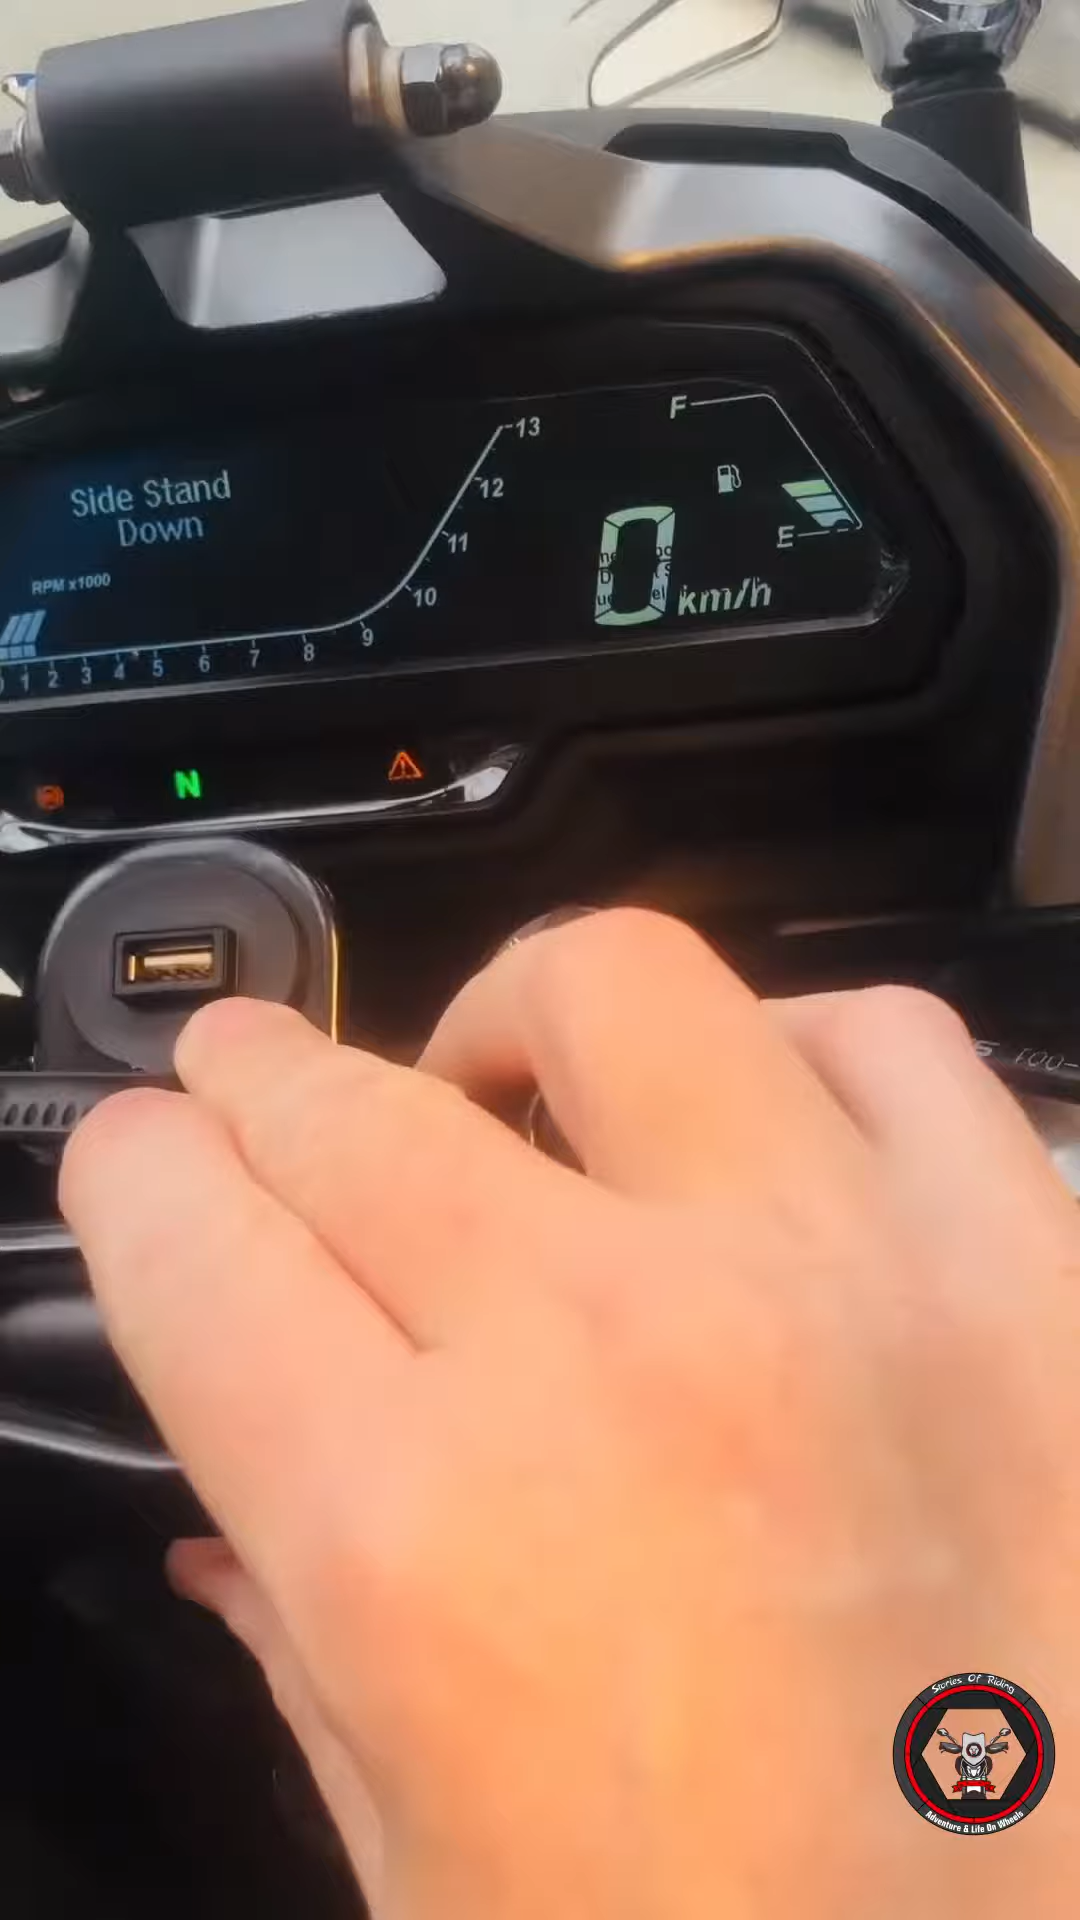 Side Stand
Down
RPM x1000
1 2 3 4 5 6 7 8 9 10 11 12 13
F
E
0 km/h
N
Stories Of Riding
Adventure & Life On Wheels